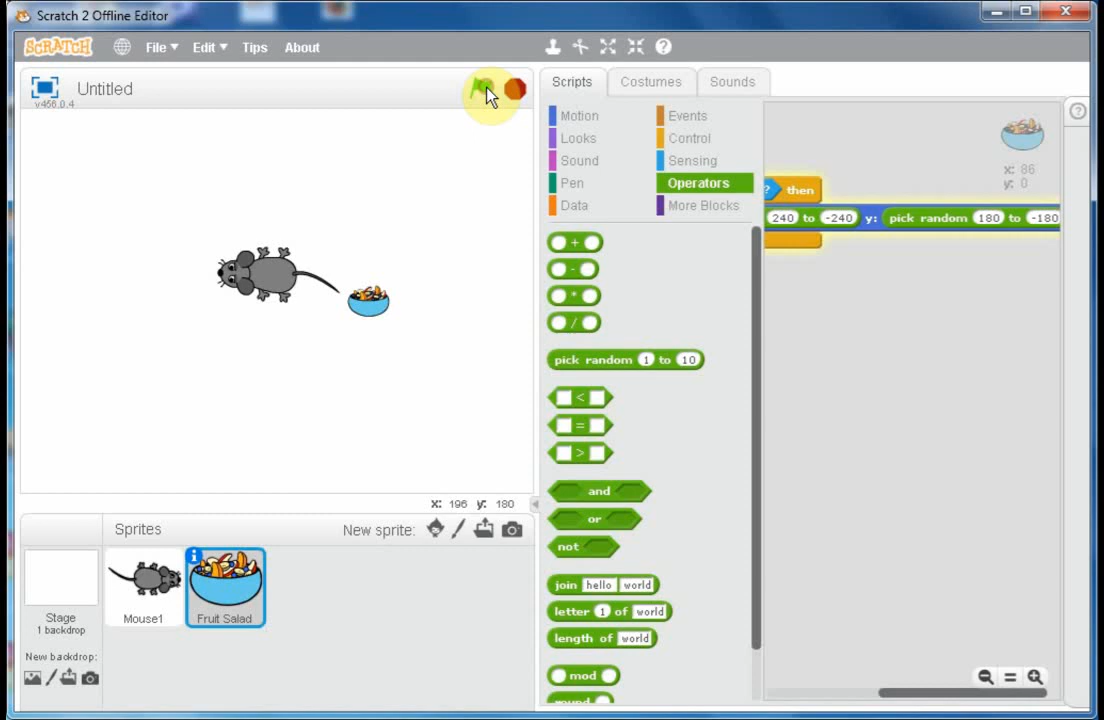 Scratch 2 Offline Editor
SCRATCH File Edit Tips About
Untitled
v456.0.4
Scripts Costumes Sounds
Motion Events
Looks Control
Sound Sensing
Pen Operators
Data More Blocks
x: 86
y: 0
? then
240 to -240 y: pick random 180 to -180
+
-
*
/
pick random 1 to 10
<
=
>
and
or
not
join hello world
letter 1 of world
length of world
mod
x: 196 y: 180
Sprites New sprite:
Stage
1 backdrop
New backdrop:
Mouse1
Fruit Salad